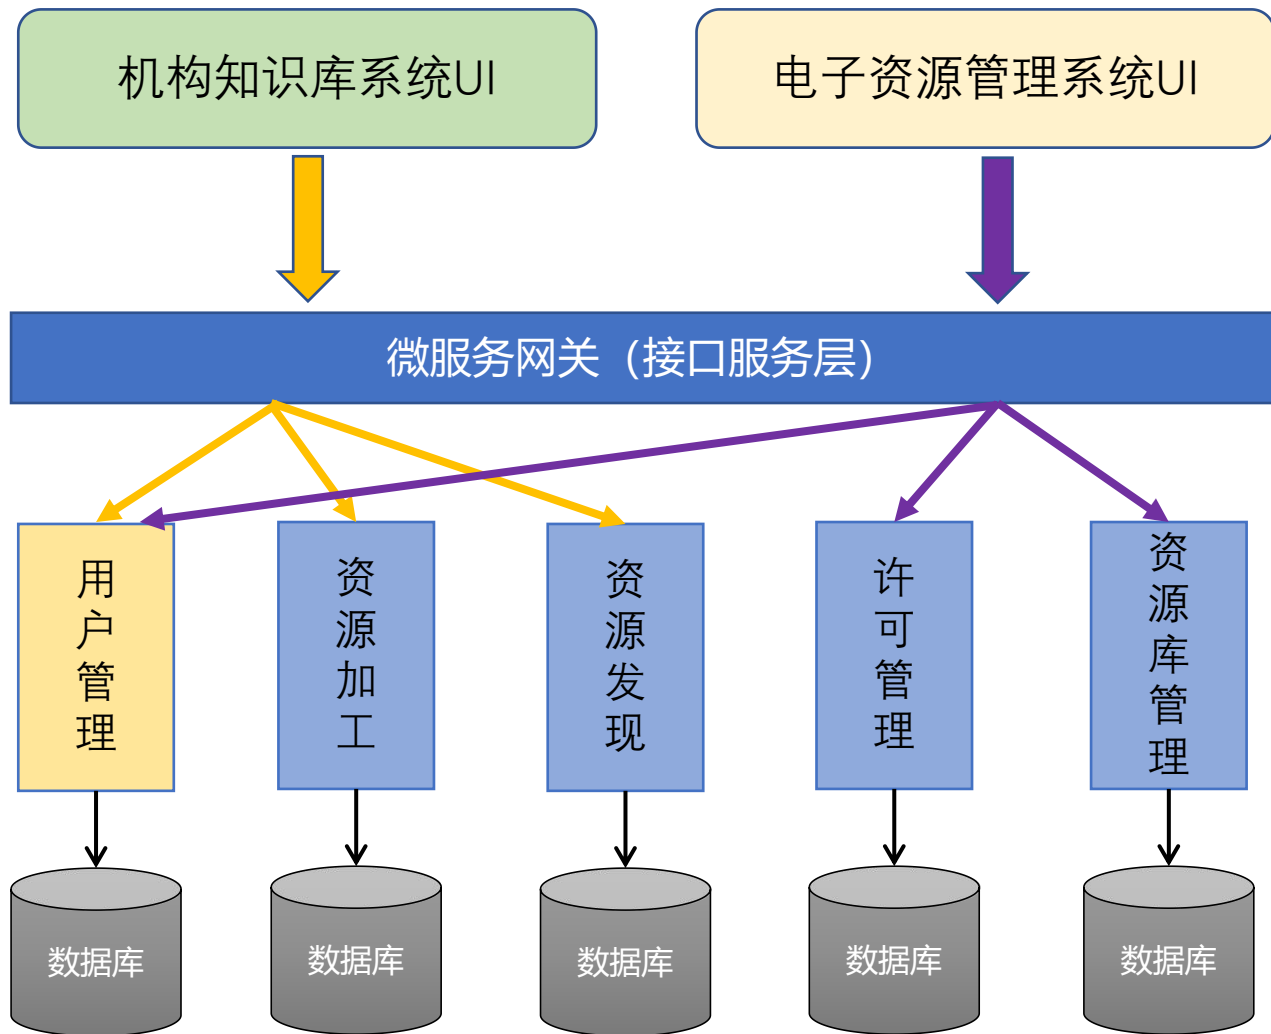 机构知识库系统UI
电子资源管理系统UI
微服务网关（接口服务层）
用户管理
资源加工
资源发现
许可管理
资源库管理
数据库
数据库
数据库
数据库
数据库